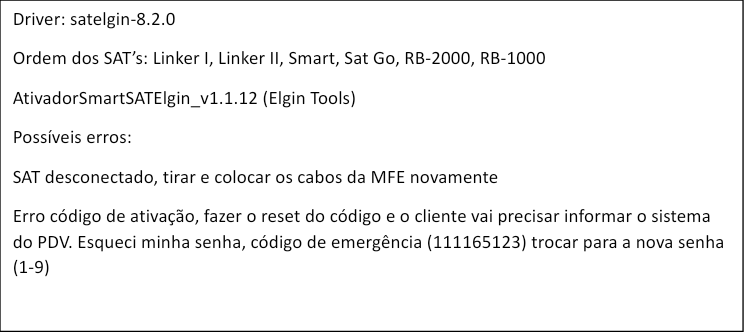 Driver: satelgin-8.2.0
Ordem dos SAT’s: Linker I, Linker II, Smart, Sat Go, RB-2000, RB-1000
AtivadorSmartSATElgin_v1.1.12 (Elgin Tools)
Possíveis erros:
SAT desconectado, tirar e colocar os cabos da MFE novamente
Erro código de ativação, fazer o reset do código e o cliente vai precisar informar o sistema
do PDV. Esqueci minha senha, código de emergência (111165123) trocar para a nova senha
(1-9)